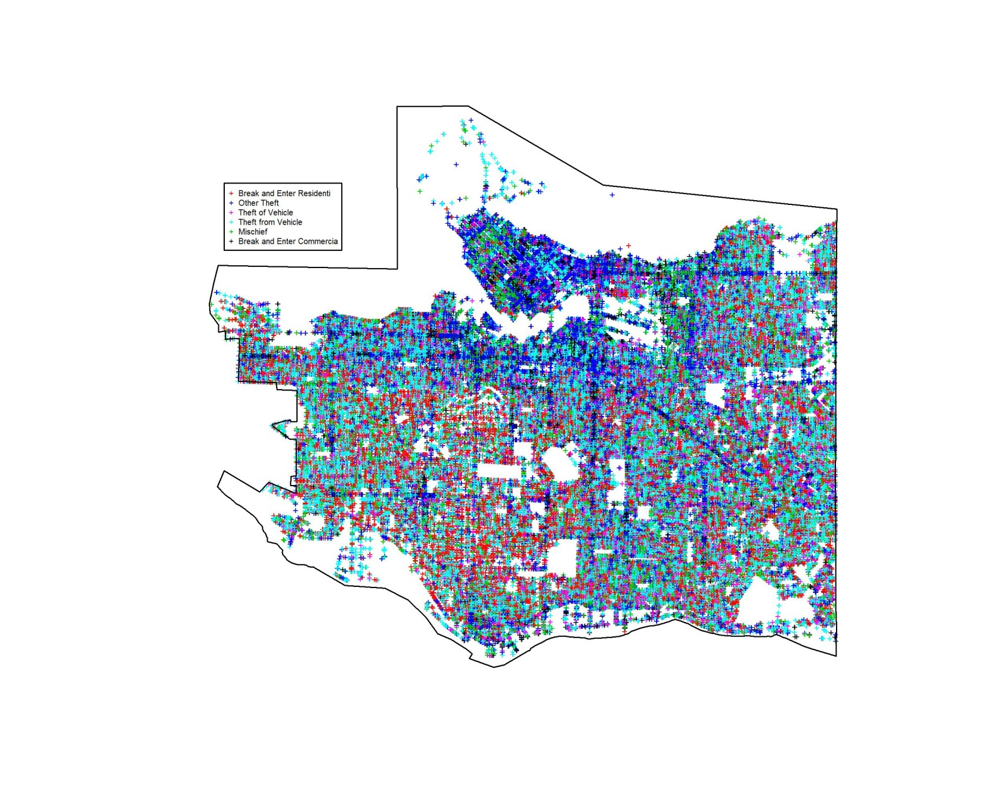 Break and Enter Residenti
Other Theft
Theft of Vehicle
Theft from Vehicle
Mischief
Break and Enter Commercia